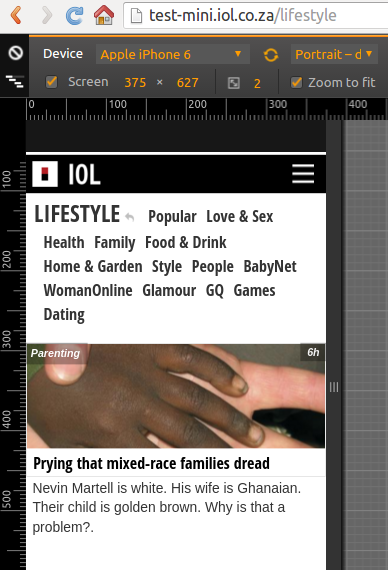 test-mini.iol.co.za/lifestyle
Device Apple iPhone 6 Portrait – d
Screen 375 × 627 2 Zoom to fit
0 100 200 300 400
100
200
300
400
500
IOL
LIFESTYLE Popular Love & Sex
Health Family Food & Drink
Home & Garden Style People BabyNet
WomanOnline Glamour GQ Games
Dating
Parenting 6h
Prying that mixed-race families dread
Nevin Martell is white. His wife is Ghanaian.
Their child is golden brown. Why is that a
problem?.